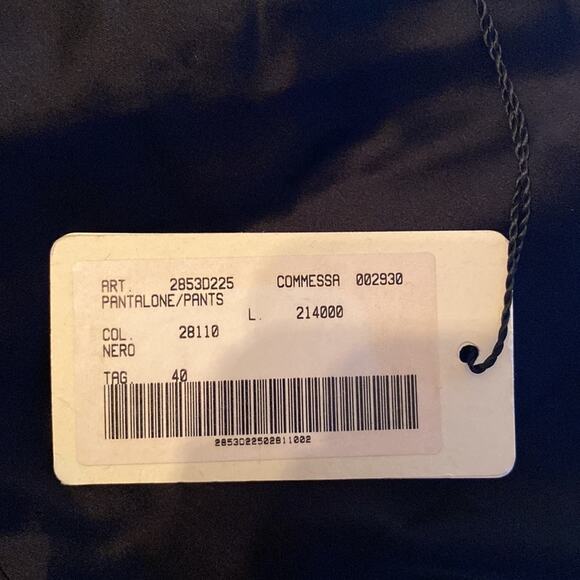 ART. 2853D225 COMMESSA 002930
PANTALONE/PANTS
L. 214000
COL. 28110
NERO
TAG. 40
2853D22502811002